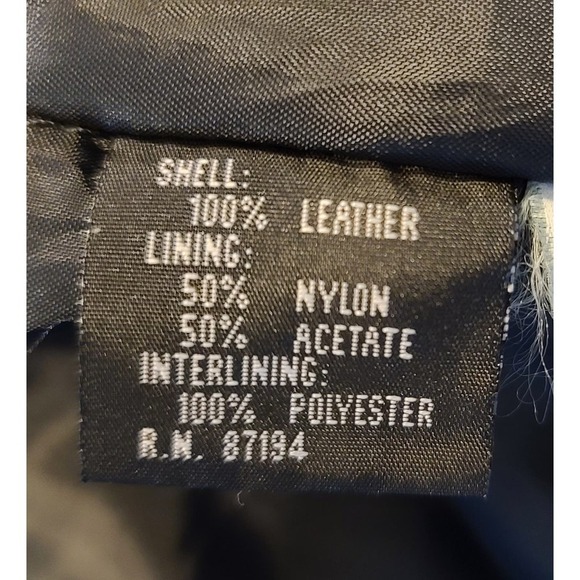 SHELL:
100% LEATHER
LINING:
50% NYLON
50% ACETATE
INTERLINING:
100% POLYESTER
R.N. 87194